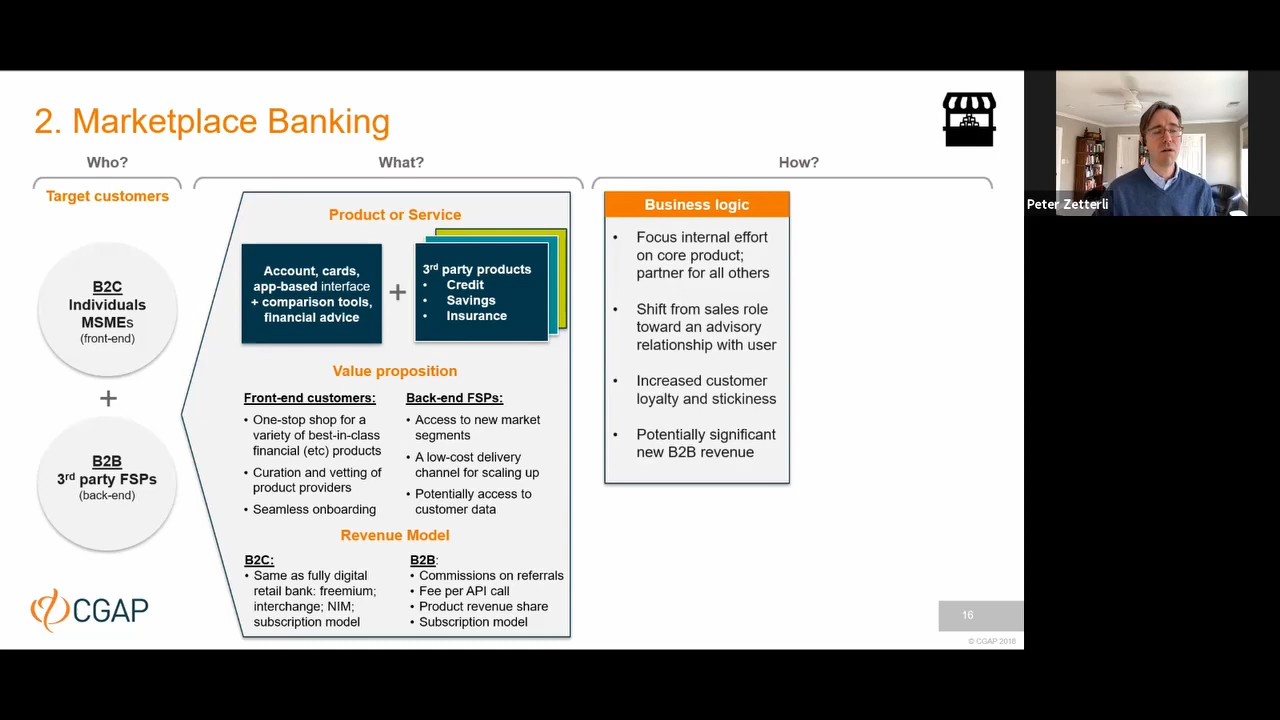 2. Marketplace Banking
Who?
What?
How?
Target customers
B2C
Individuals
MSMEs
(front-end)
+
B2B
3rd party FSPs
(back-end)
Product or Service
Account, cards,
app-based interface
+ comparison tools,
financial advice
+
3rd party products
• Credit
• Savings
• Insurance
Value proposition
Front-end customers:
• One-stop shop for a
variety of best-in-class
financial (etc) products
• Curation and vetting of
product providers
• Seamless onboarding
Back-end FSPs:
• Access to new market
segments
• A low-cost delivery
channel for scaling up
• Potentially access to
customer data
Revenue Model
B2C:
• Same as fully digital
retail bank: freemium;
interchange; NIM;
subscription model
B2B:
• Commissions on referrals
• Fee per API call
• Product revenue share
• Subscription model
Business logic
• Focus internal effort
on core product;
partner for all others
• Shift from sales role
toward an advisory
relationship with user
• Increased customer
loyalty and stickiness
• Potentially significant
new B2B revenue
CGAP
16
© CGAP 2018
Peter Zetterli